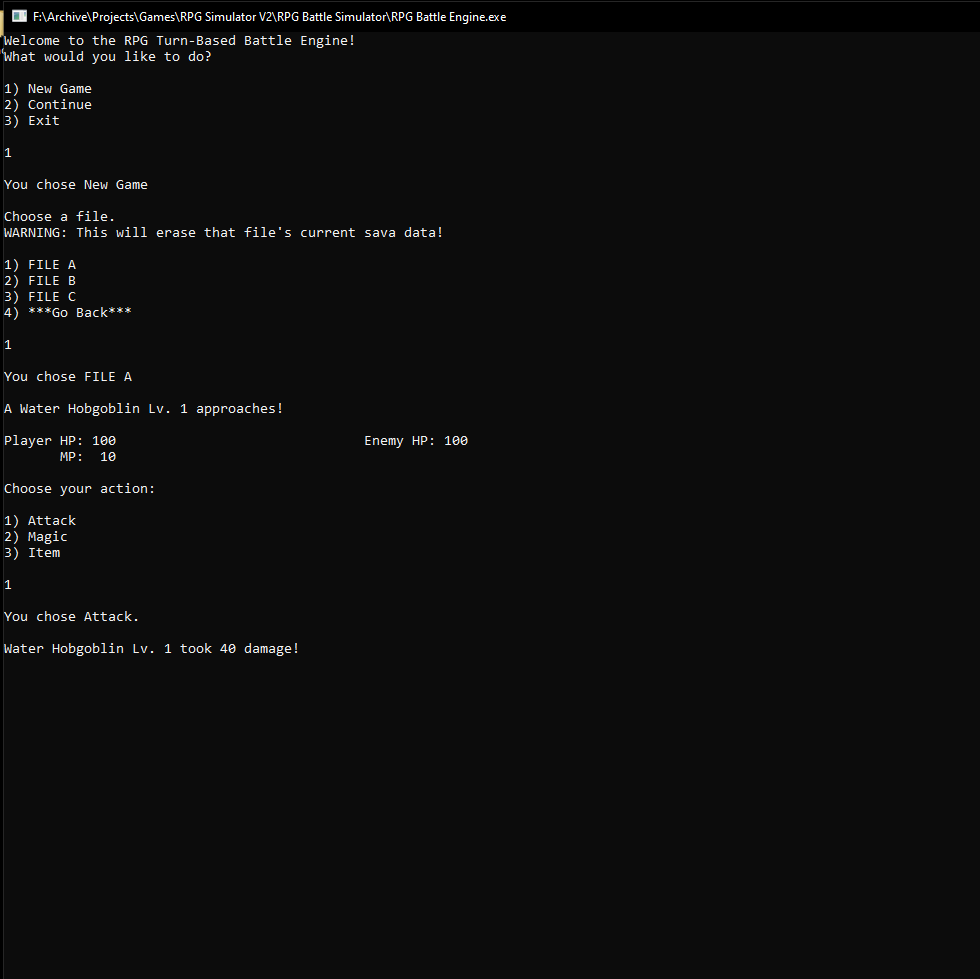 F:\Archive\Projects\Games\RPG Simulator V2\RPG Battle Simulator\RPG Battle Engine.exe
Welcome to the RPG Turn-Based Battle Engine!
What would you like to do?
1) New Game
2) Continue
3) Exit
1
You chose New Game
Choose a file.
WARNING: This will erase that file's current sava data!
1) FILE A
2) FILE B
3) FILE C
4) ***Go Back***
1
You chose FILE A
A Water Hobgoblin Lv. 1 approaches!
Player HP: 100 Enemy HP: 100
MP: 10
Choose your action:
1) Attack
2) Magic
3) Item
1
You chose Attack.
Water Hobgoblin Lv. 1 took 40 damage!